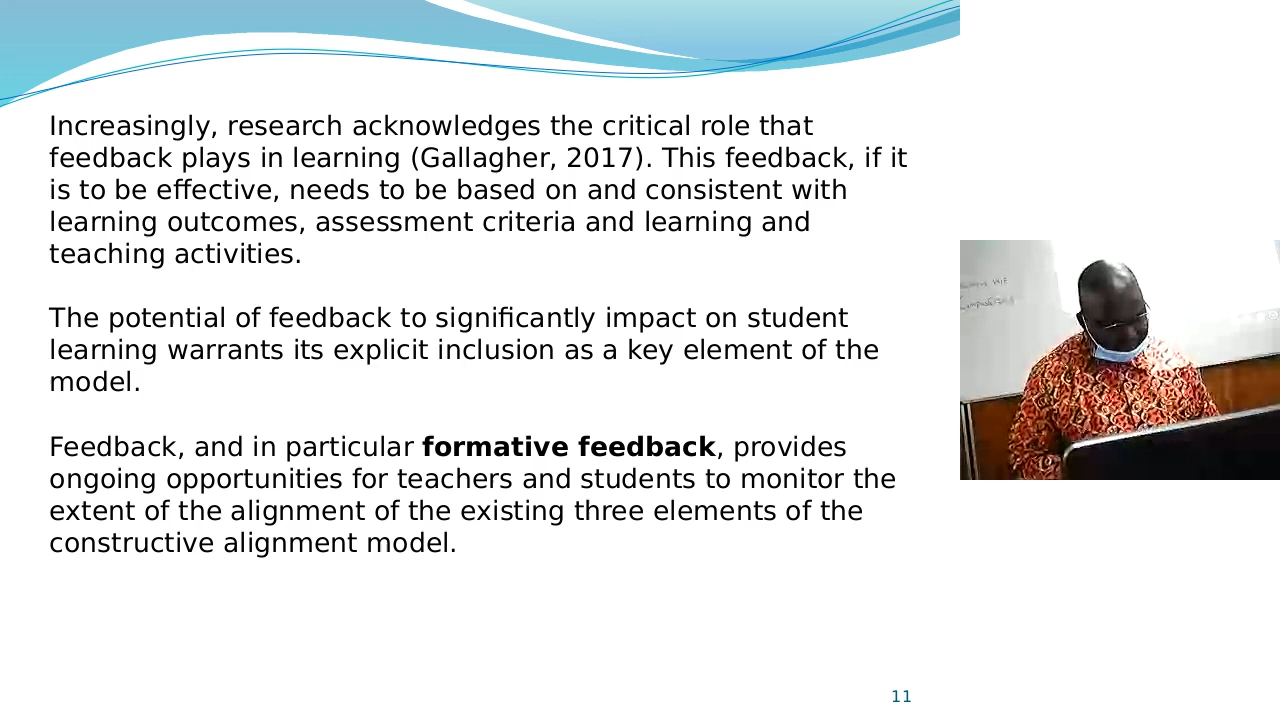 Increasingly, research acknowledges the critical role that
feedback plays in learning (Gallagher, 2017). This feedback, if it
is to be effective, needs to be based on and consistent with
learning outcomes, assessment criteria and learning and
teaching activities.
The potential of feedback to significantly impact on student
learning warrants its explicit inclusion as a key element of the
model.
Feedback, and in particular formative feedback, provides
ongoing opportunities for teachers and students to monitor the
extent of the alignment of the existing three elements of the
constructive alignment model.
11